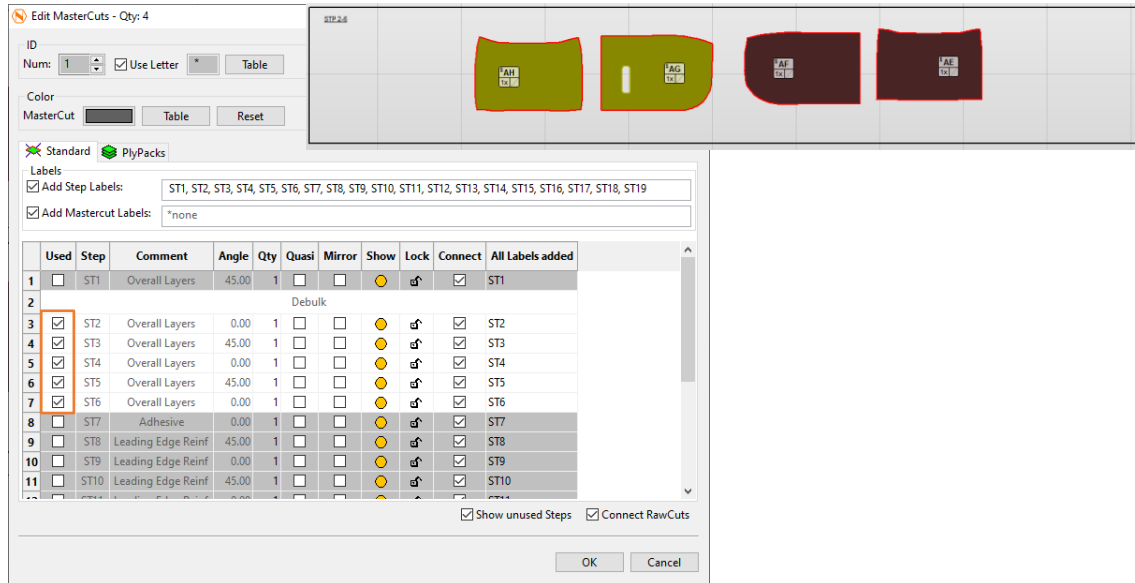 Edit MasterCuts - Qty: 4
STP 2-6
ID
Num: 1 Use Letter * Table
AH
1x
AG
1x
AF
1x
AE
1x
Color
MasterCut Table Reset
Standard PlyPacks
Labels
Add Step Labels: ST1, ST2, ST3, ST4, ST5, ST6, ST7, ST8, ST9, ST10, ST11, ST12, ST13, ST14, ST15, ST16, ST17, ST18, ST19
Add Mastercut Labels: *none
Used Step Comment Angle Qty Quasi Mirror Show Lock Connect All Labels added
1 ST1 Overall Layers 45.00 1 ST1
2 Debulk
3 ST2 Overall Layers 0.00 1 ST2
4 ST3 Overall Layers 45.00 1 ST3
5 ST4 Overall Layers 0.00 1 ST4
6 ST5 Overall Layers 45.00 1 ST5
7 ST6 Overall Layers 0.00 1 ST6
8 ST7 Adhesive 0.00 1 ST7
9 ST8 Leading Edge Reinf 45.00 1 ST8
10 ST9 Leading Edge Reinf 0.00 1 ST9
11 ST10 Leading Edge Reinf 45.00 1 ST10
Show unused Steps Connect RawCuts
OK Cancel